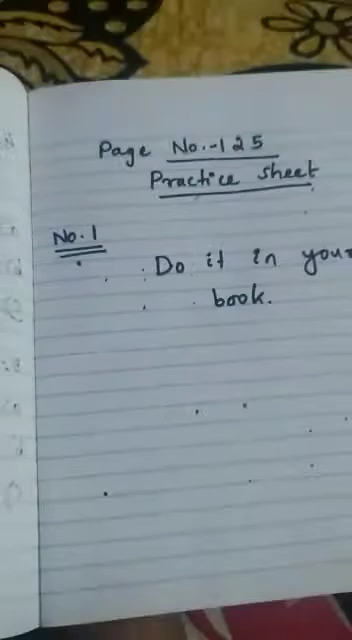 Page No.-125
Practice sheet
No.1
Do it in your
book.